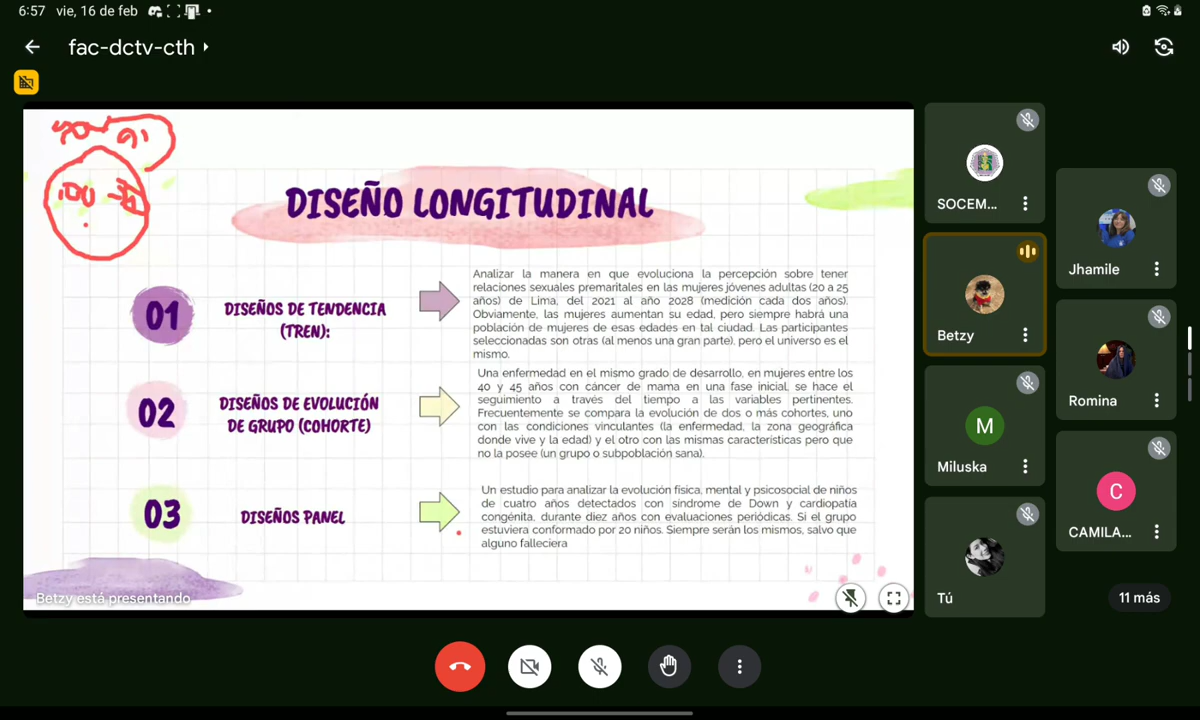 6:57 vie, 16 de feb
fac-dctv-cth
DISEÑO LONGITUDINAL
01
DISEÑOS DE TENDENCIA
(TREN):
Analizar la manera en que evoluciona la percepción sobre tener
relaciones sexuales premaritales en las mujeres jóvenes adultas (20 a 25
años) de Lima, del 2021 al año 2028 (medición cada dos años).
Obviamente, las mujeres aumentan su edad, pero siempre habrá una
población de mujeres de esas edades en tal ciudad. Las participantes
seleccionadas son otras (al menos una gran parte), pero el universo es el
mismo.
02
DISEÑOS DE EVOLUCIÓN
DE GRUPO (COHORTE)
Una enfermedad en el mismo grado de desarrollo, en mujeres entre los
40 y 45 años con cáncer de mama en una fase inicial, se hace el
seguimiento a través del tiempo a las variables pertinentes.
Frecuentemente se compara la evolución de dos o más cohortes, uno
con las condiciones vinculantes (la enfermedad, la zona geográfica
donde vive y la edad) y el otro con las mismas características pero que
no la posee (un grupo o subpoblación sana).
03
DISEÑOS PANEL
Un estudio para analizar la evolución física, mental y psicosocial de niños
de cuatro años detectados con síndrome de Down y cardiopatía
congénita, durante diez años con evaluaciones periódicas. Si el grupo
estuviera conformado por 20 niños. Siempre serán los mismos, salvo que
alguno falleciera
Betzy está presentando
SOCEM...
Betzy
M
Miluska
Tú
Jhamile
Romina
C
CAMILA...
11 más